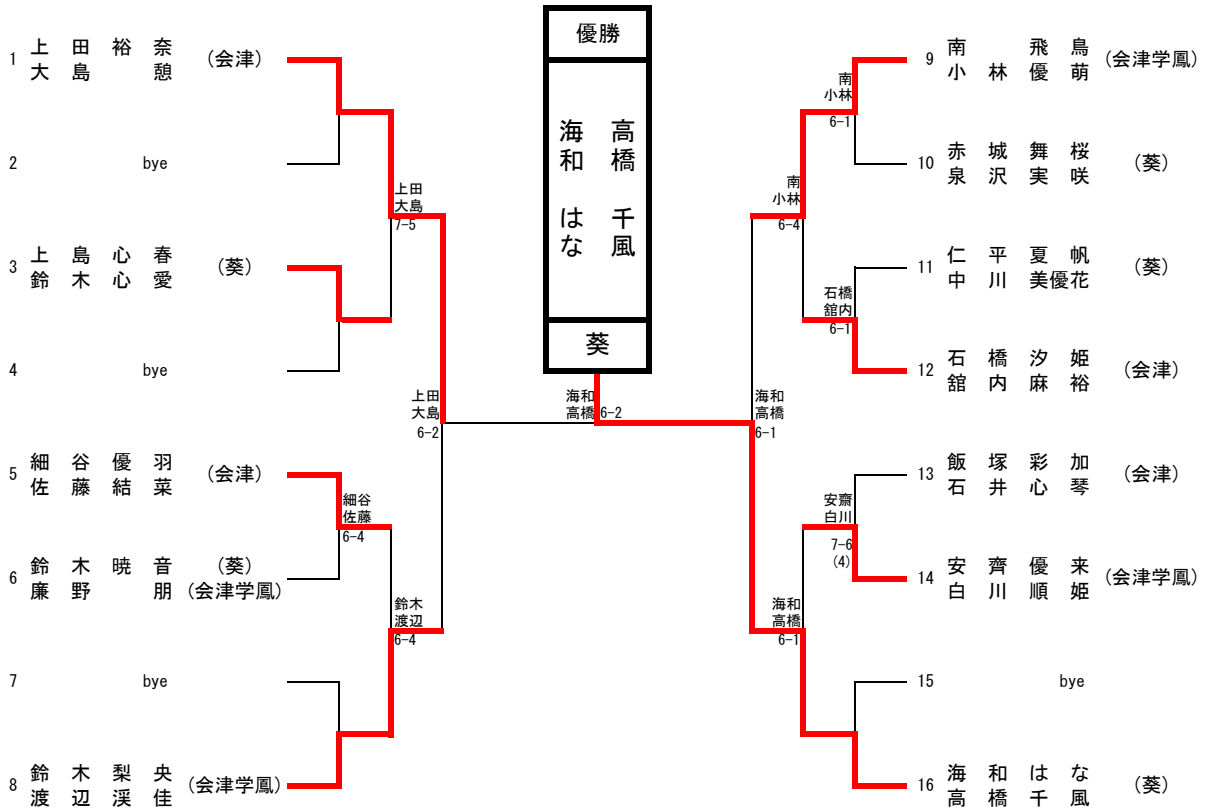 優勝
海和 はな
高橋 千風
葵
1 上田裕奈 (会津)
大島憩
2 bye
3 上島心春 (葵)
鈴木心愛
4 bye
5 細谷優羽 (会津)
佐藤結菜
6 鈴木暁音 (葵)
廉野朋 (会津学鳳)
7 bye
8 鈴木梨央 (会津学鳳)
渡辺渓佳
上田
大島
7-5
細谷
佐藤
6-4
鈴木
渡辺
6-4
上田
大島
6-2
海和
高橋 6-2
海和
高橋
6-1
南
小林
6-1
南
小林
6-4
石橋
舘内
6-1
安齋
白川
7-6
(4)
海和
高橋
6-1
9 南飛鳥 (会津学鳳)
小林優萌
10 赤城舞桜 (葵)
泉沢実咲
11 仁平夏帆 (葵)
中川美優花
12 石橋汐姫 (会津)
舘内麻裕
13 飯塚彩加 (会津)
石井心琴
14 安齊優来 (会津学鳳)
白川順姫
15 bye
16 海和はな (葵)
高橋千風